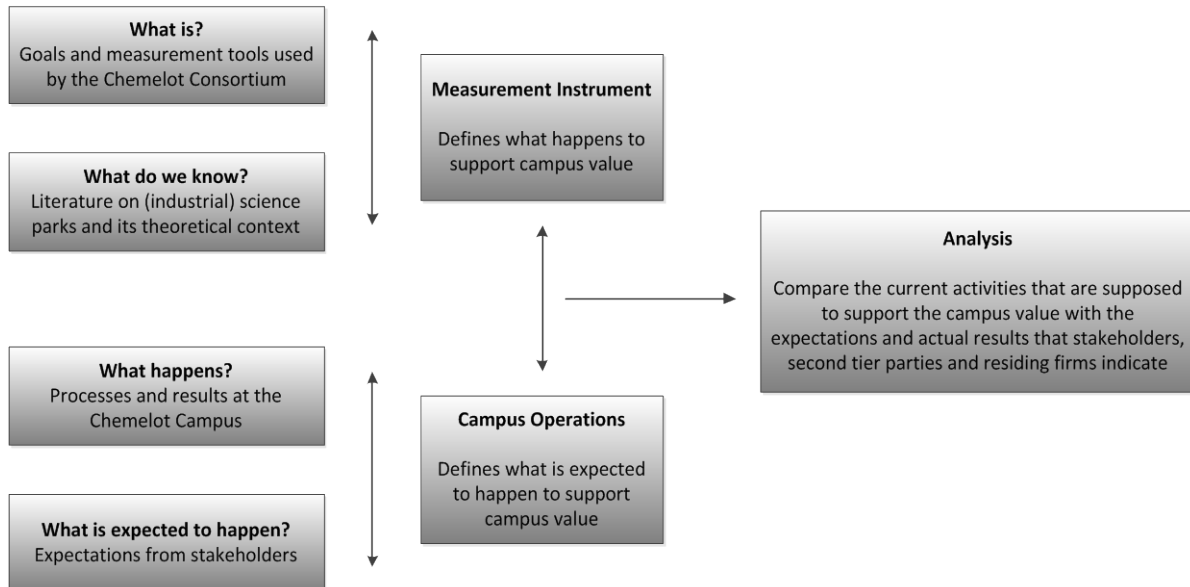 What is?
Goals and measurement tools used
by the Chemelot Consortium
What do we know?
Literature on (industrial) science
parks and its theoretical context
What happens?
Processes and results at the
Chemelot Campus
What is expected to happen?
Expectations from stakeholders
Measurement Instrument
Defines what happens to
support campus value
Campus Operations
Defines what is expected
to happen to support
campus value
Analysis
Compare the current activities that are supposed
to support the campus value with the
expectations and actual results that stakeholders,
second tier parties and residing firms indicate